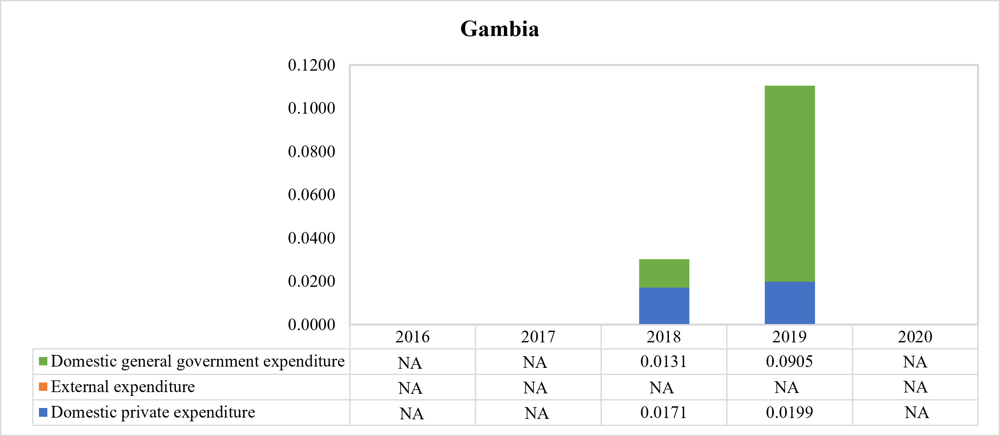 Gambia
0.1200
0.1000
0.0800
0.0600
0.0400
0.0200
0.0000
2016 2017 2018 2019 2020
Domestic general government expenditure NA NA 0.0131 0.0905 NA
External expenditure NA NA NA NA NA
Domestic private expenditure NA NA 0.0171 0.0199 NA